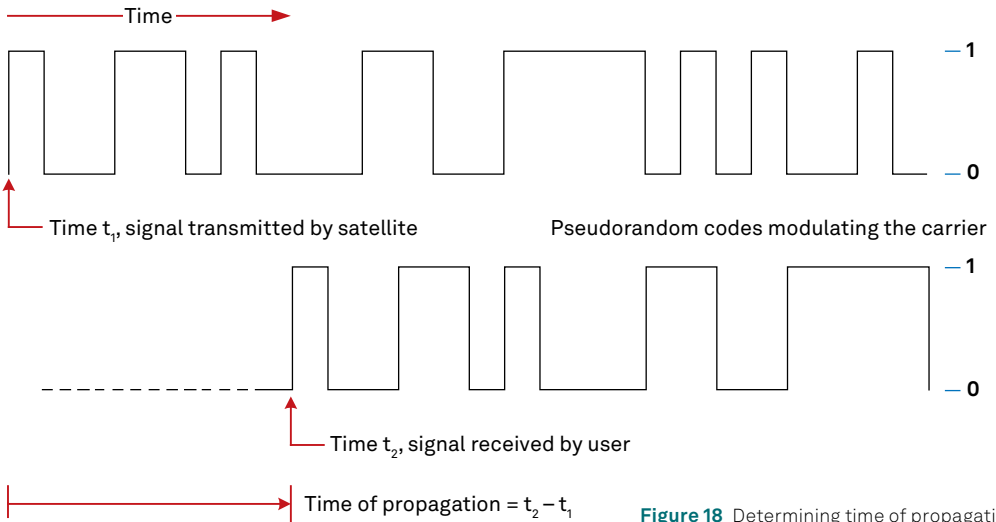 Time
1
0
Time t₁, signal transmitted by satellite
Pseudorandom codes modulating the carrier
1
0
Time t₂, signal received by user
Time of propagation = t₂ – t₁
Figure 18 Determining time of propagati